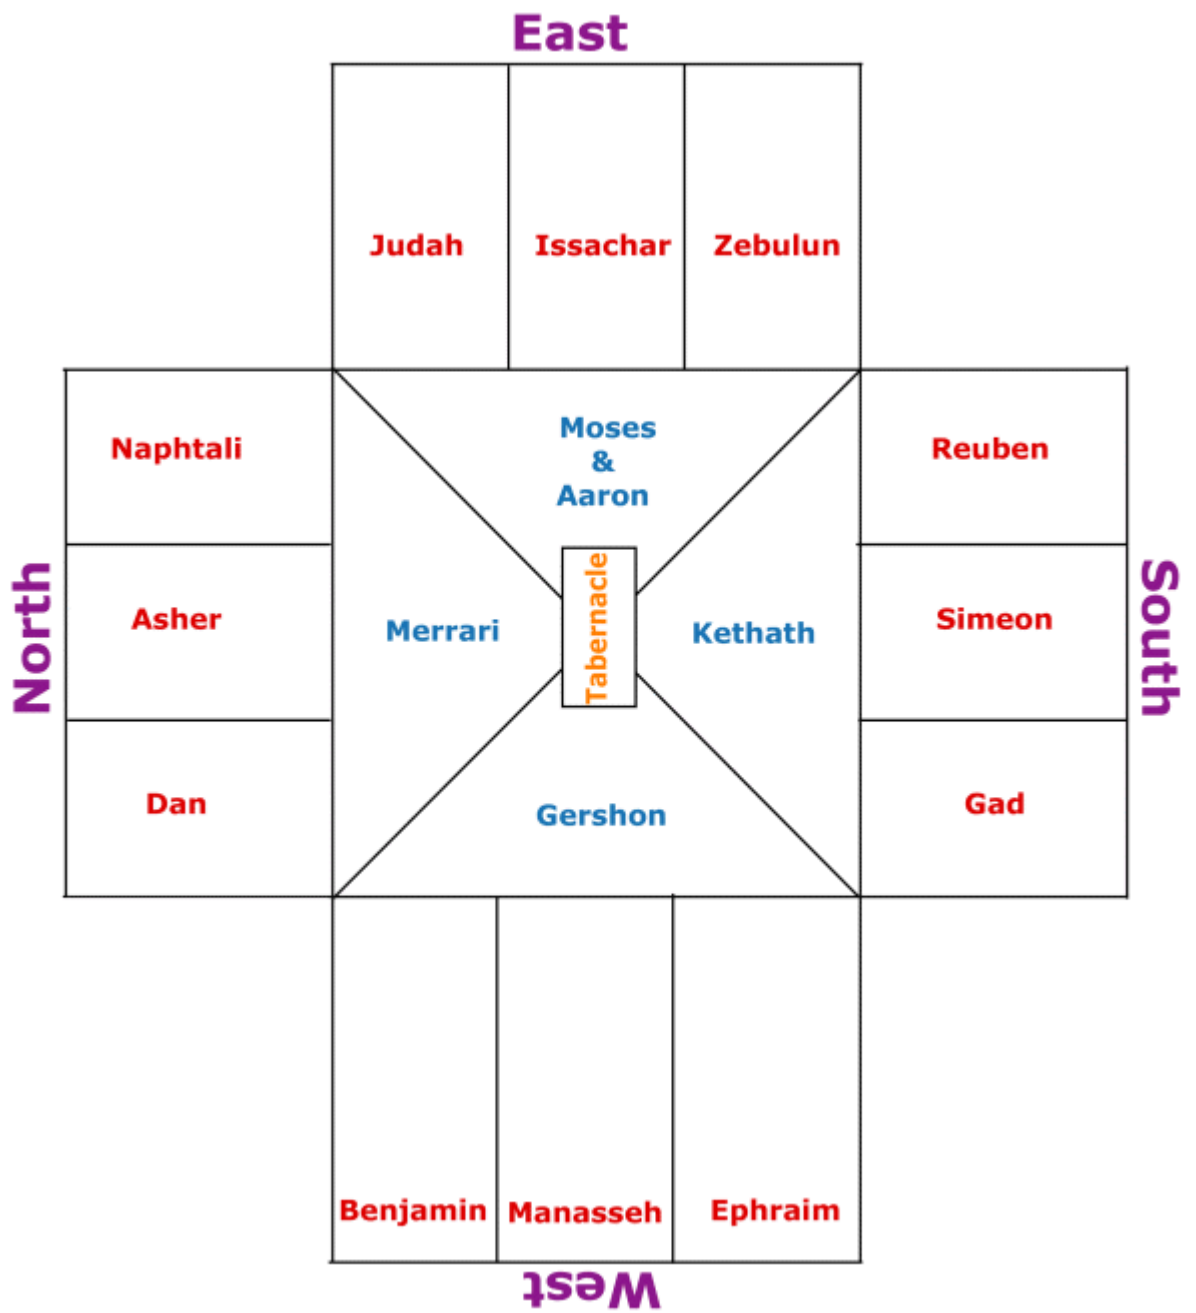 East
Judah
Issachar
Zebulun
Moses
&
Aaron
Naphtali
Reuben
North
Asher
Merrari
Tabernacle
Kethath
Simeon
South
Dan
Gershon
Gad
Benjamin
Manasseh
Ephraim
West